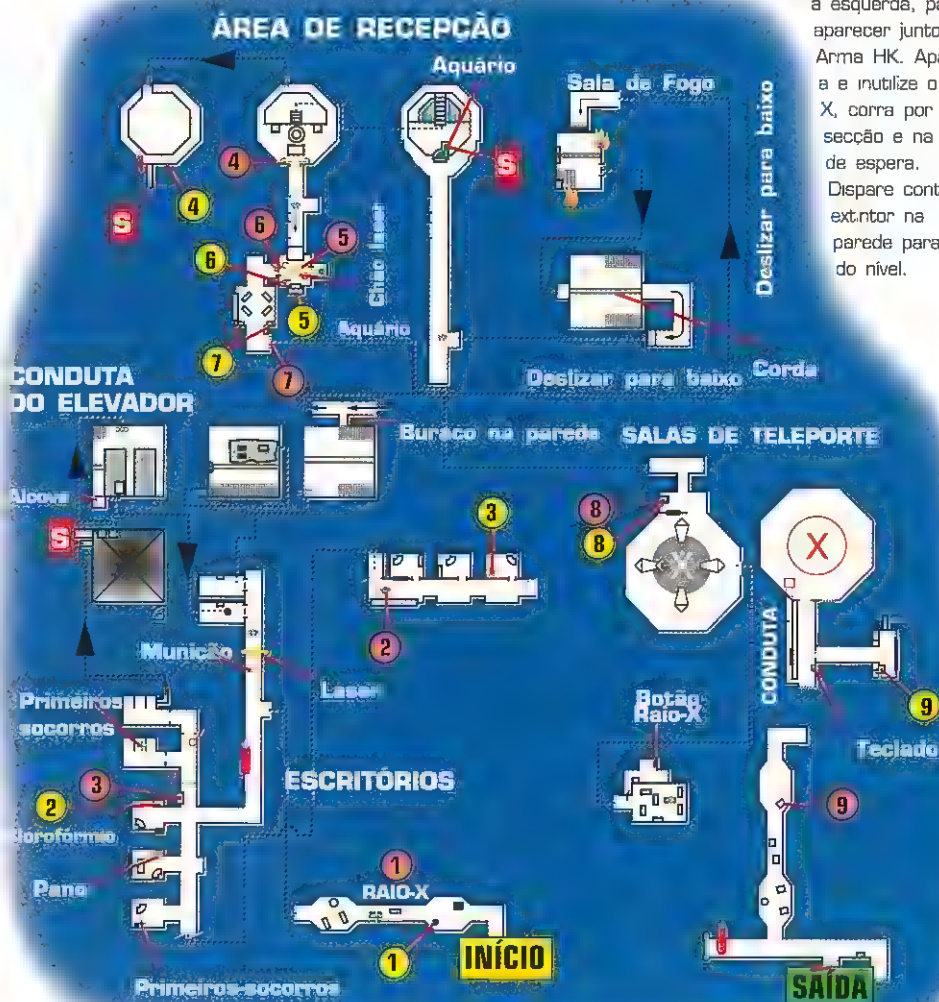 a esquerda,
aparecer junto
Arma HK.
a e inutilize o
X, corra por
secção e na
de espera.
Dispare
extintor na
parede para
do nível.
ÁREA DE RECEPÇÃO
Aquário
Sala de Fogo
Deslizar para baixo
S
4
4
S
6
5
6
5
Chão laser
7
7
Aquário
Deslizar para baixo
Corda
CONDUTA
DO ELEVADOR
Buraco na parede
SALAS DE TELEPORTE
Alcova
S
3
8
8
X
2
Munição
Laser
CONDUTA
9
Teclado
Primeiros
socorros
Botão
Raio-X
3
2
ESCRITÓRIOS
9
Pano
1
RAIO-X
1
INÍCIO
Primeiros-socorros
SAÍDA